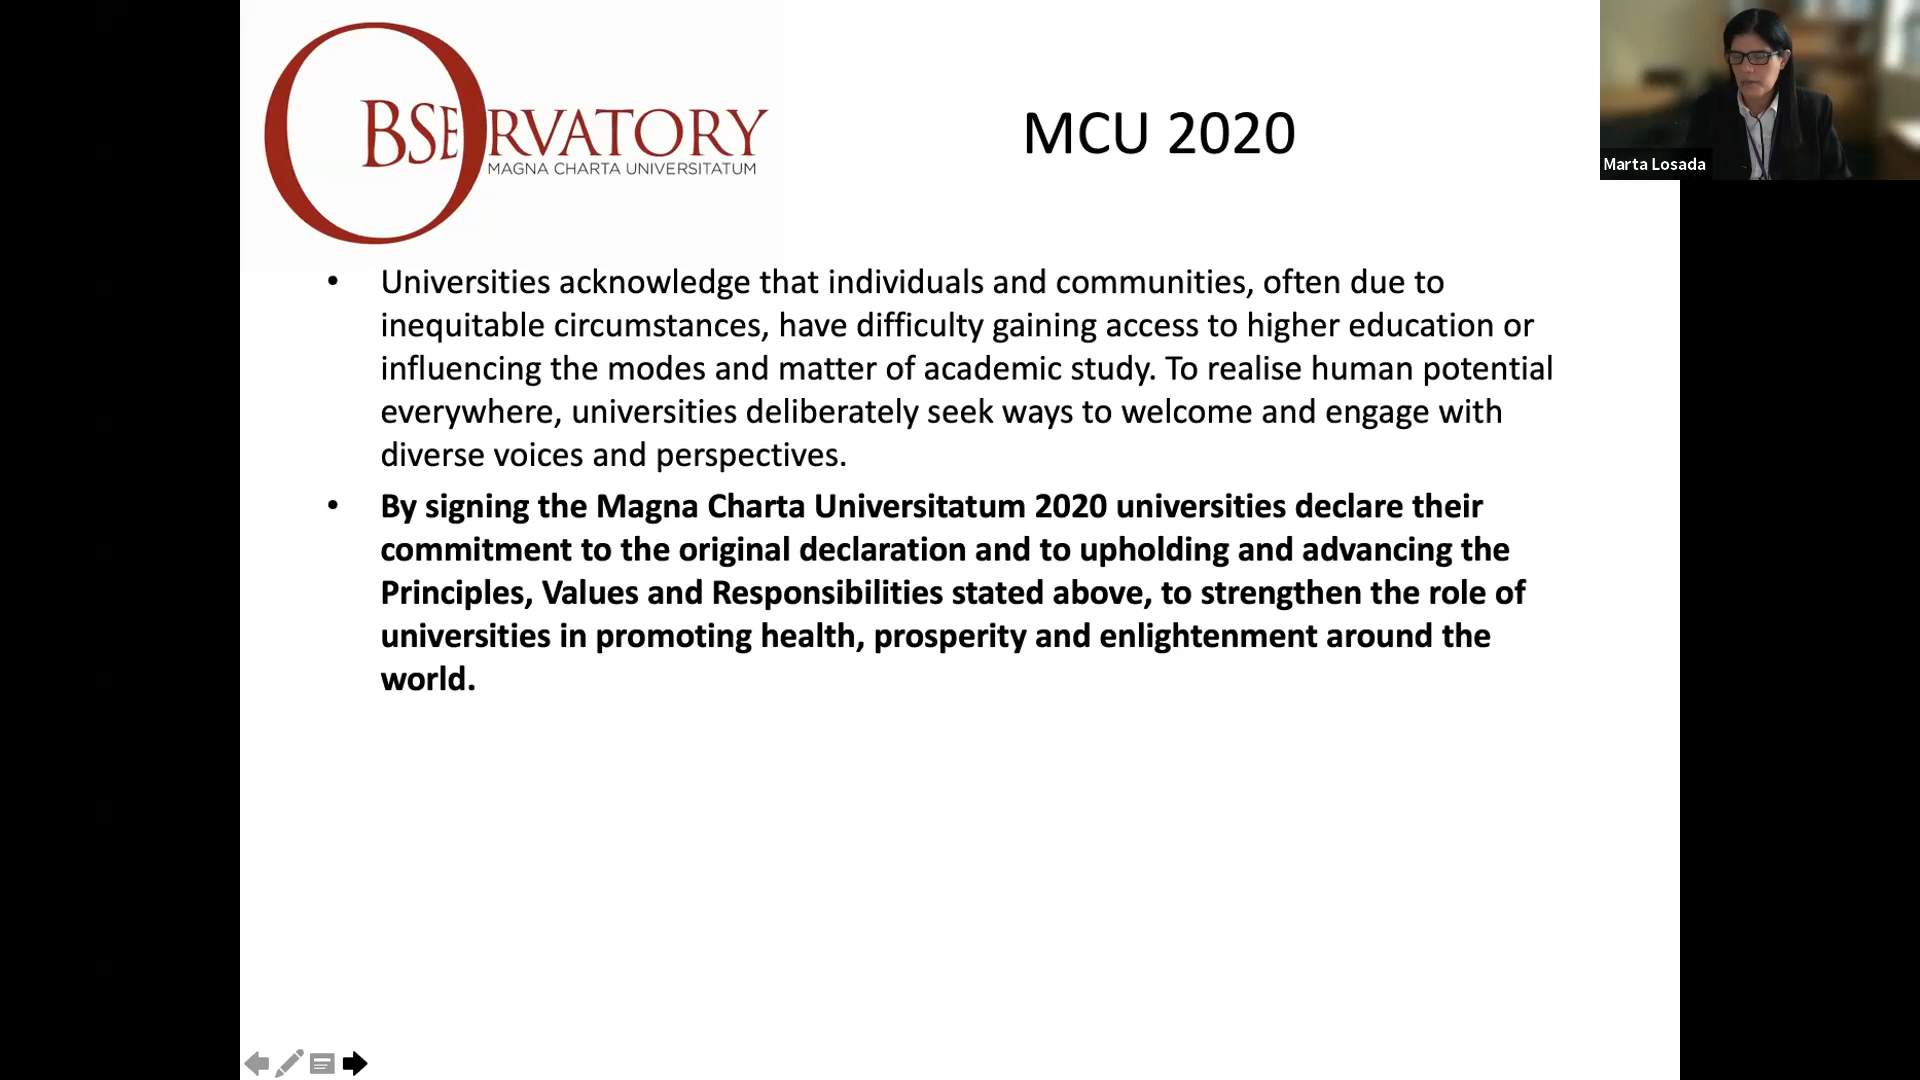 OBSERVATORY
MAGNA CHARTA UNIVERSITATUM
MCU 2020
Marta Losada
• Universities acknowledge that individuals and communities, often due to
inequitable circumstances, have difficulty gaining access to higher education or
influencing the modes and matter of academic study. To realise human potential
everywhere, universities deliberately seek ways to welcome and engage with
diverse voices and perspectives.
• By signing the Magna Charta Universitatum 2020 universities declare their
commitment to the original declaration and to upholding and advancing the
Principles, Values and Responsibilities stated above, to strengthen the role of
universities in promoting health, prosperity and enlightenment around the
world.